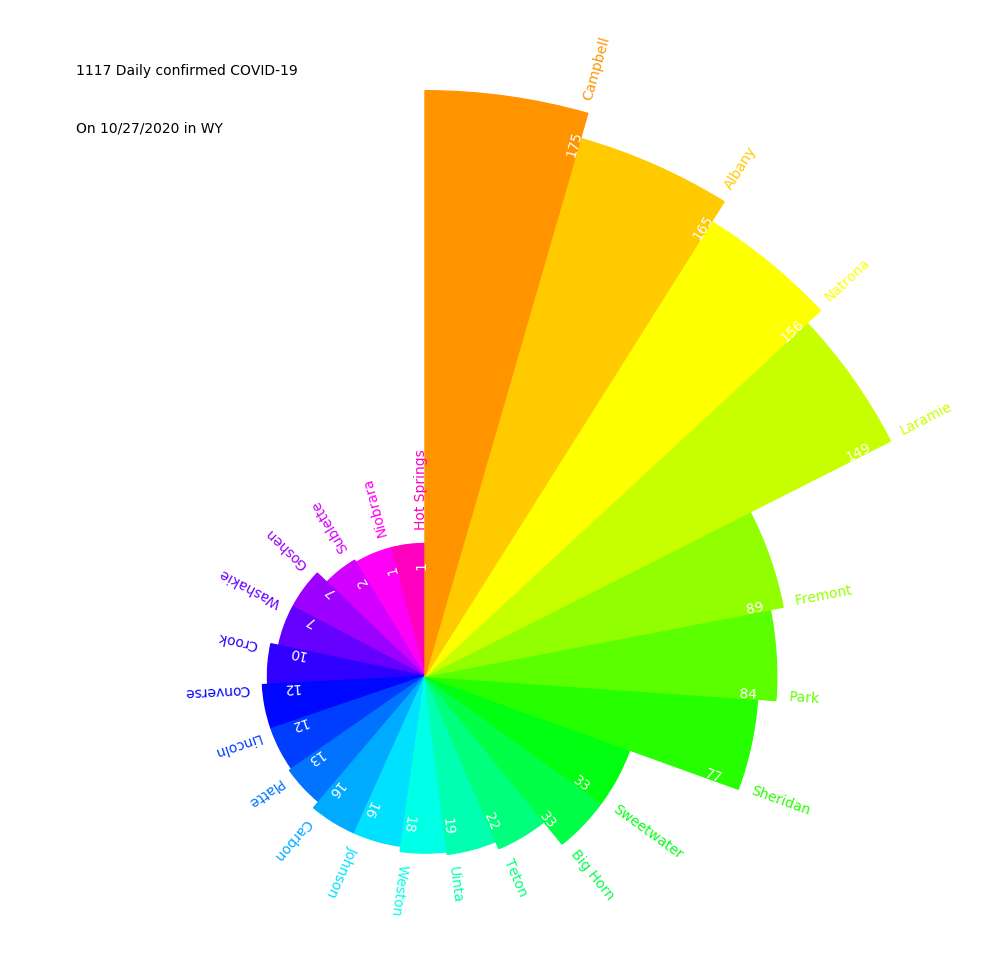 1117 Daily confirmed COVID-19
On 10/27/2020 in WY
Campbell
175
Albany
165
Natrona
156
Laramie
149
Fremont
89
Park
84
Sheridan
77
Sweetwater
33
Big Horn
33
Teton
22
Uinta
19
Weston
18
Johnson
16
Carbon
16
Platte
13
Lincoln
12
Converse
12
Crook
10
Washakie
7
Goshen
7
Sublette
2
Niobrara
1
Hot Springs
1